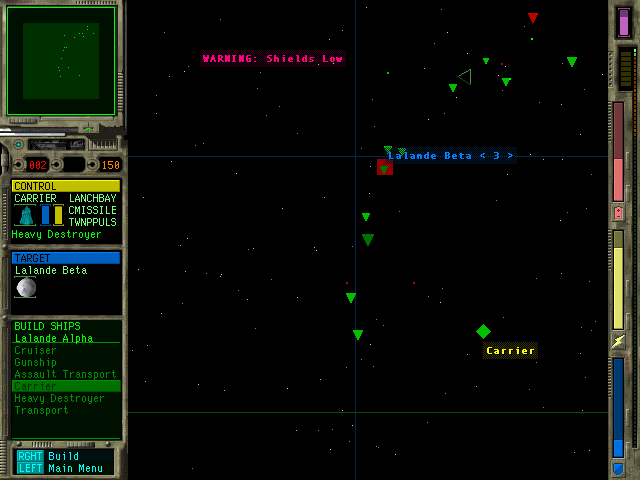 WARNING: Shields Low
Lalande Beta < 3 >
Carrier
002
150
CONTROL
CARRIER LANCHBAY
CMISSILE
TWNPPULS
Heavy Destroyer
TARGET
Lalande Beta
BUILD SHIPS
Lalande Alpha
Cruiser
Gunship
Assault Transport
Carrier
Heavy Destroyer
Transport
RGHT Build
LEFT Main Menu